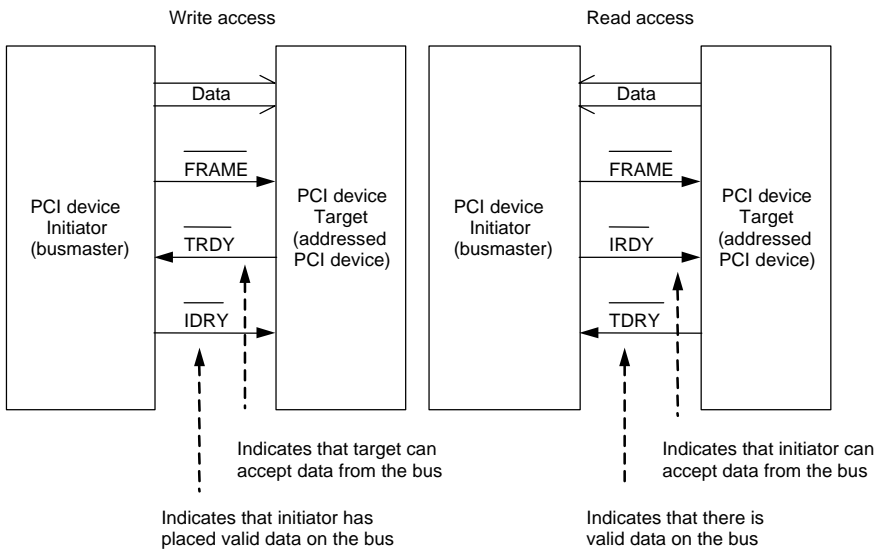 Write access
Data
FRAME
TRDY
IDRY
PCI device
Initiator
(busmaster)
PCI device
Target
(addressed
PCI device)
Indicates that target can
accept data from the bus
Indicates that initiator has
placed valid data on the bus
Read access
Data
FRAME
IRDY
TDRY
PCI device
Initiator
(busmaster)
PCI device
Target
(addressed
PCI device)
Indicates that initiator can
accept data from the bus
Indicates that there is
valid data on the bus